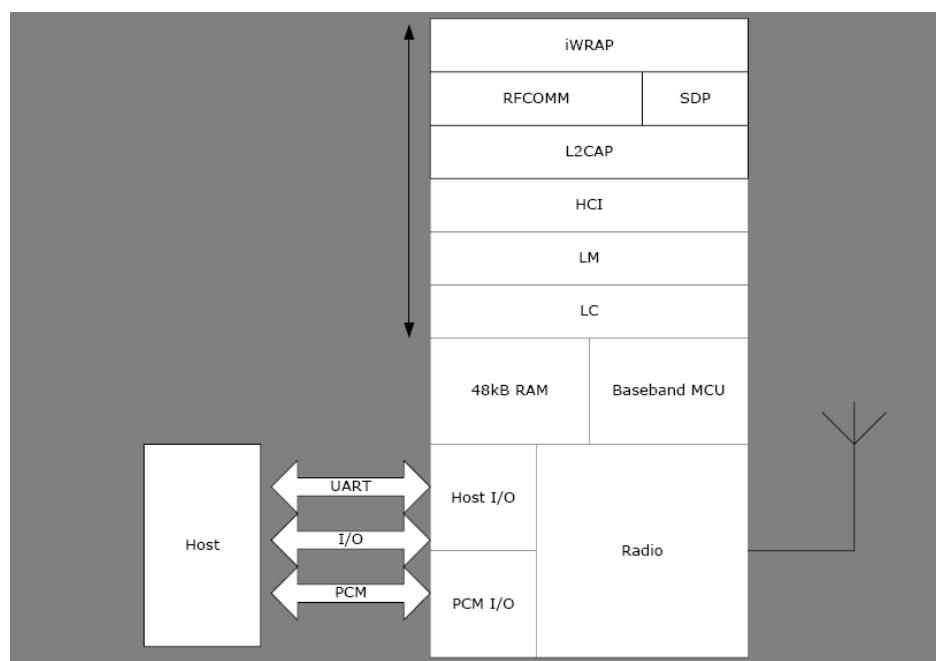 iWRAP
RFCOMM SDP
L2CAP
HCI
LM
LC
48kB RAM Baseband MCU
UART
Host I/O
Host
I/O
Radio
PCM
PCM I/O